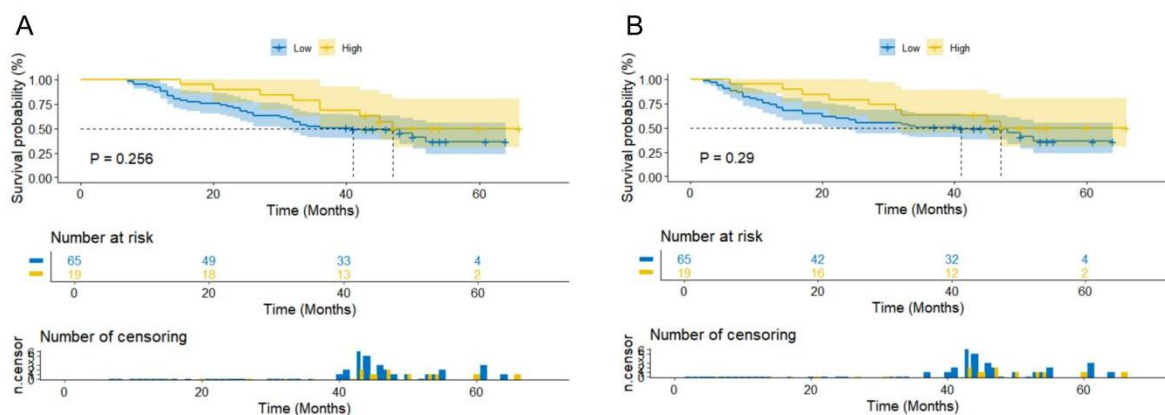 A
Low High
Survival probability (%)
1.00
0.75
0.50
0.25
0.00
P = 0.256
0 20 40 60
Time (Months)
Number at risk
65 49 33 4
19 18 13 2
0 20 40 60
Time (Months)
Number of censoring
n.censor
0 20 40 60
Time (Months)
B
Low High
Survival probability (%)
1.00
0.75
0.50
0.25
0.00
P = 0.29
0 20 40 60
Time (Months)
Number at risk
65 42 32 4
19 16 12 2
0 20 40 60
Time (Months)
Number of censoring
n.censor
0 20 40 60
Time (Months)